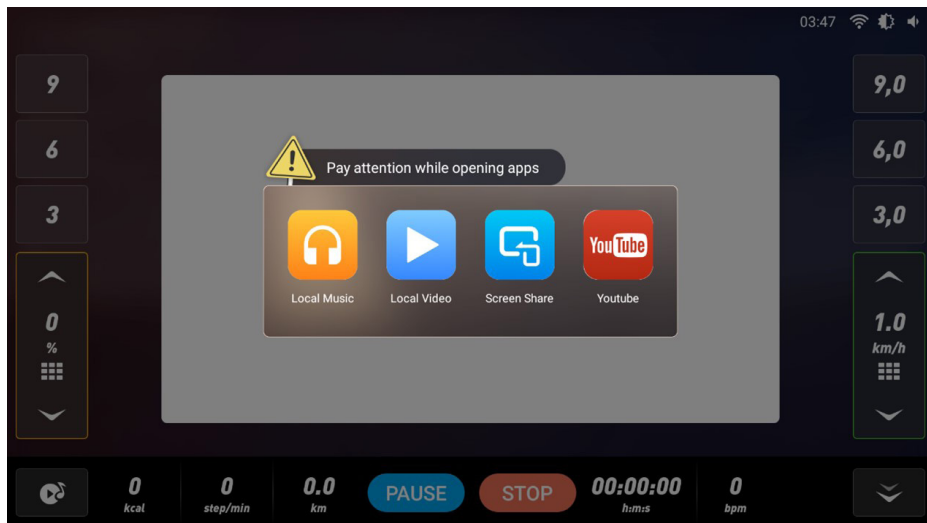 03:47
9
9,0
6
6,0
Pay attention while opening apps
3
3,0
You Tube
Local Music
Local Video
Screen Share
Youtube
0
%
1.0
km/h
0
kcal
0
step/min
0.0
km
PAUSE
STOP
00:00:00
h:m:s
0
bpm